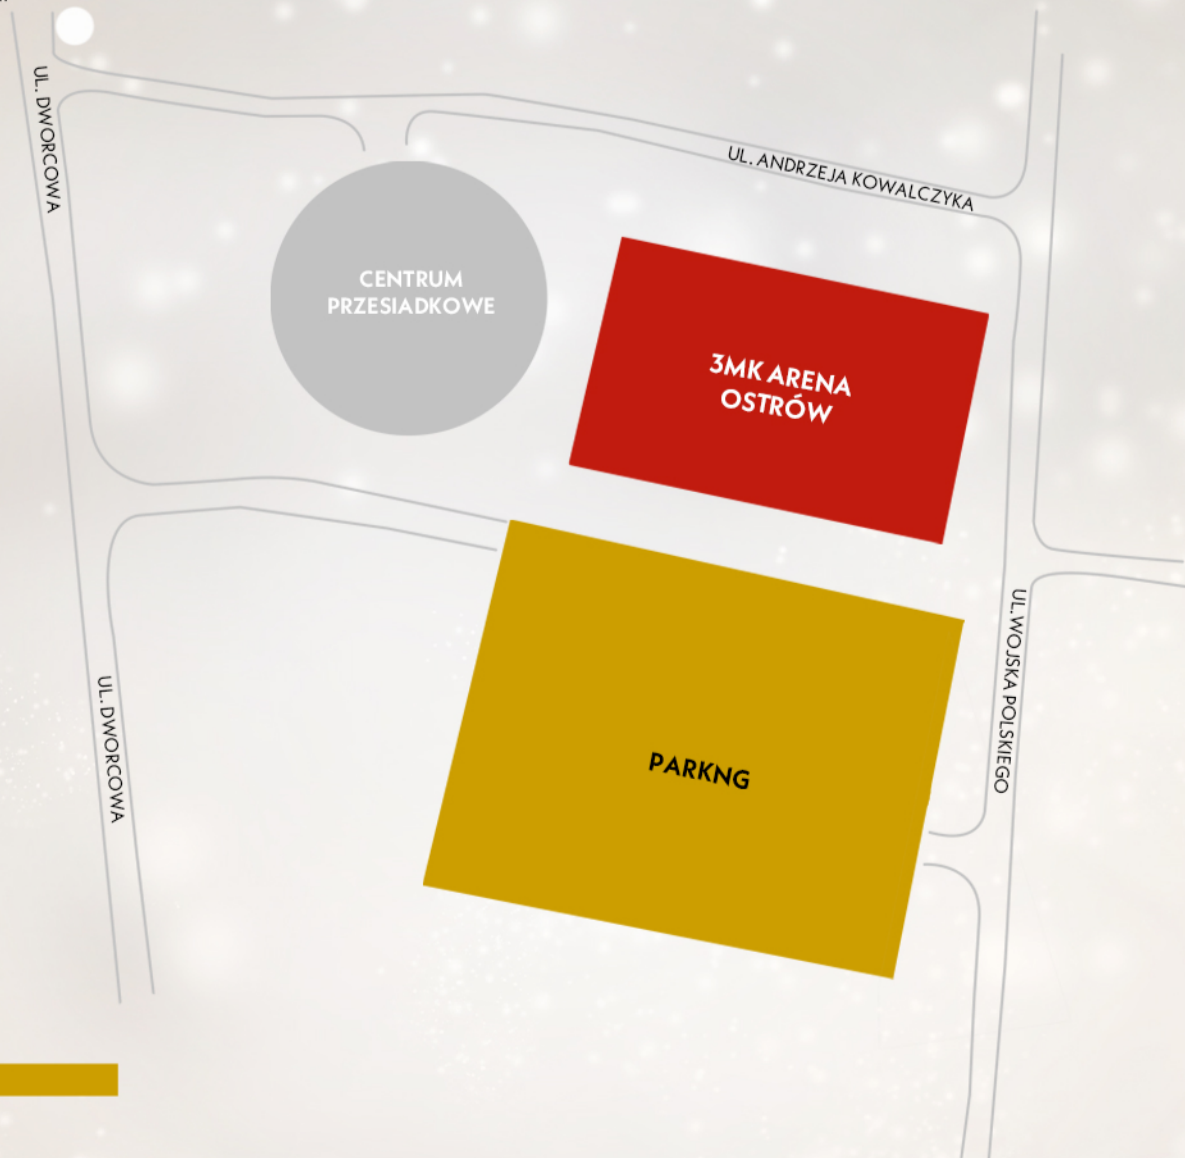 UL. DWORCOWA
UL. ANDRZEJA KOWALCZYKA
CENTRUM
PRZESIADKOWE
3MK ARENA
OSTRÓW
UL.WOJSKA POLSKIEGO
UL.DWORCOWA
PARKNG